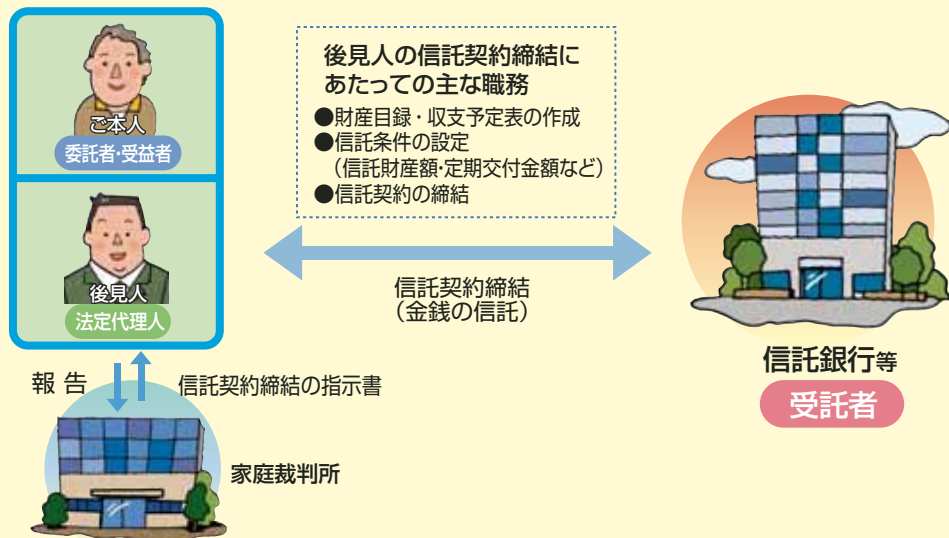 ご本人
委託者・受益者
後見人
法定代理人
後見人の信託契約締結に
あたっての主な職務
●財産目録・収支予定表の作成
●信託条件の設定
（信託財産額・定期交付金額など）
●信託契約の締結
信託契約締結
（金銭の信託）
信託銀行等
受託者
報 告
信託契約締結の指示書
家庭裁判所